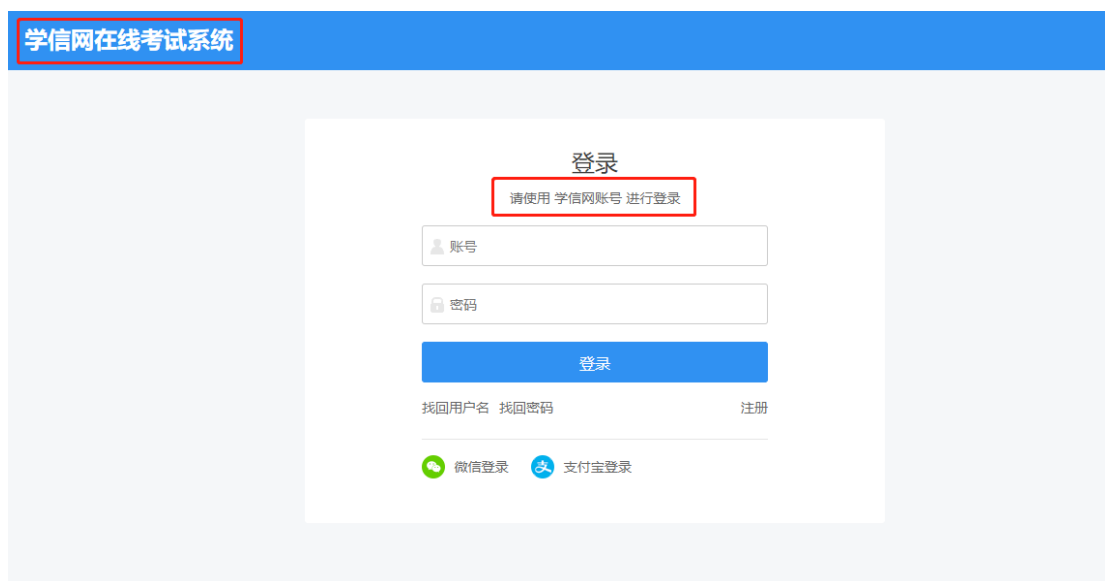 学信网在线考试系统
登录
请使用 学信网账号 进行登录
账号
密码
登录
找回用户名 找回密码 注册
微信登录 支付宝登录